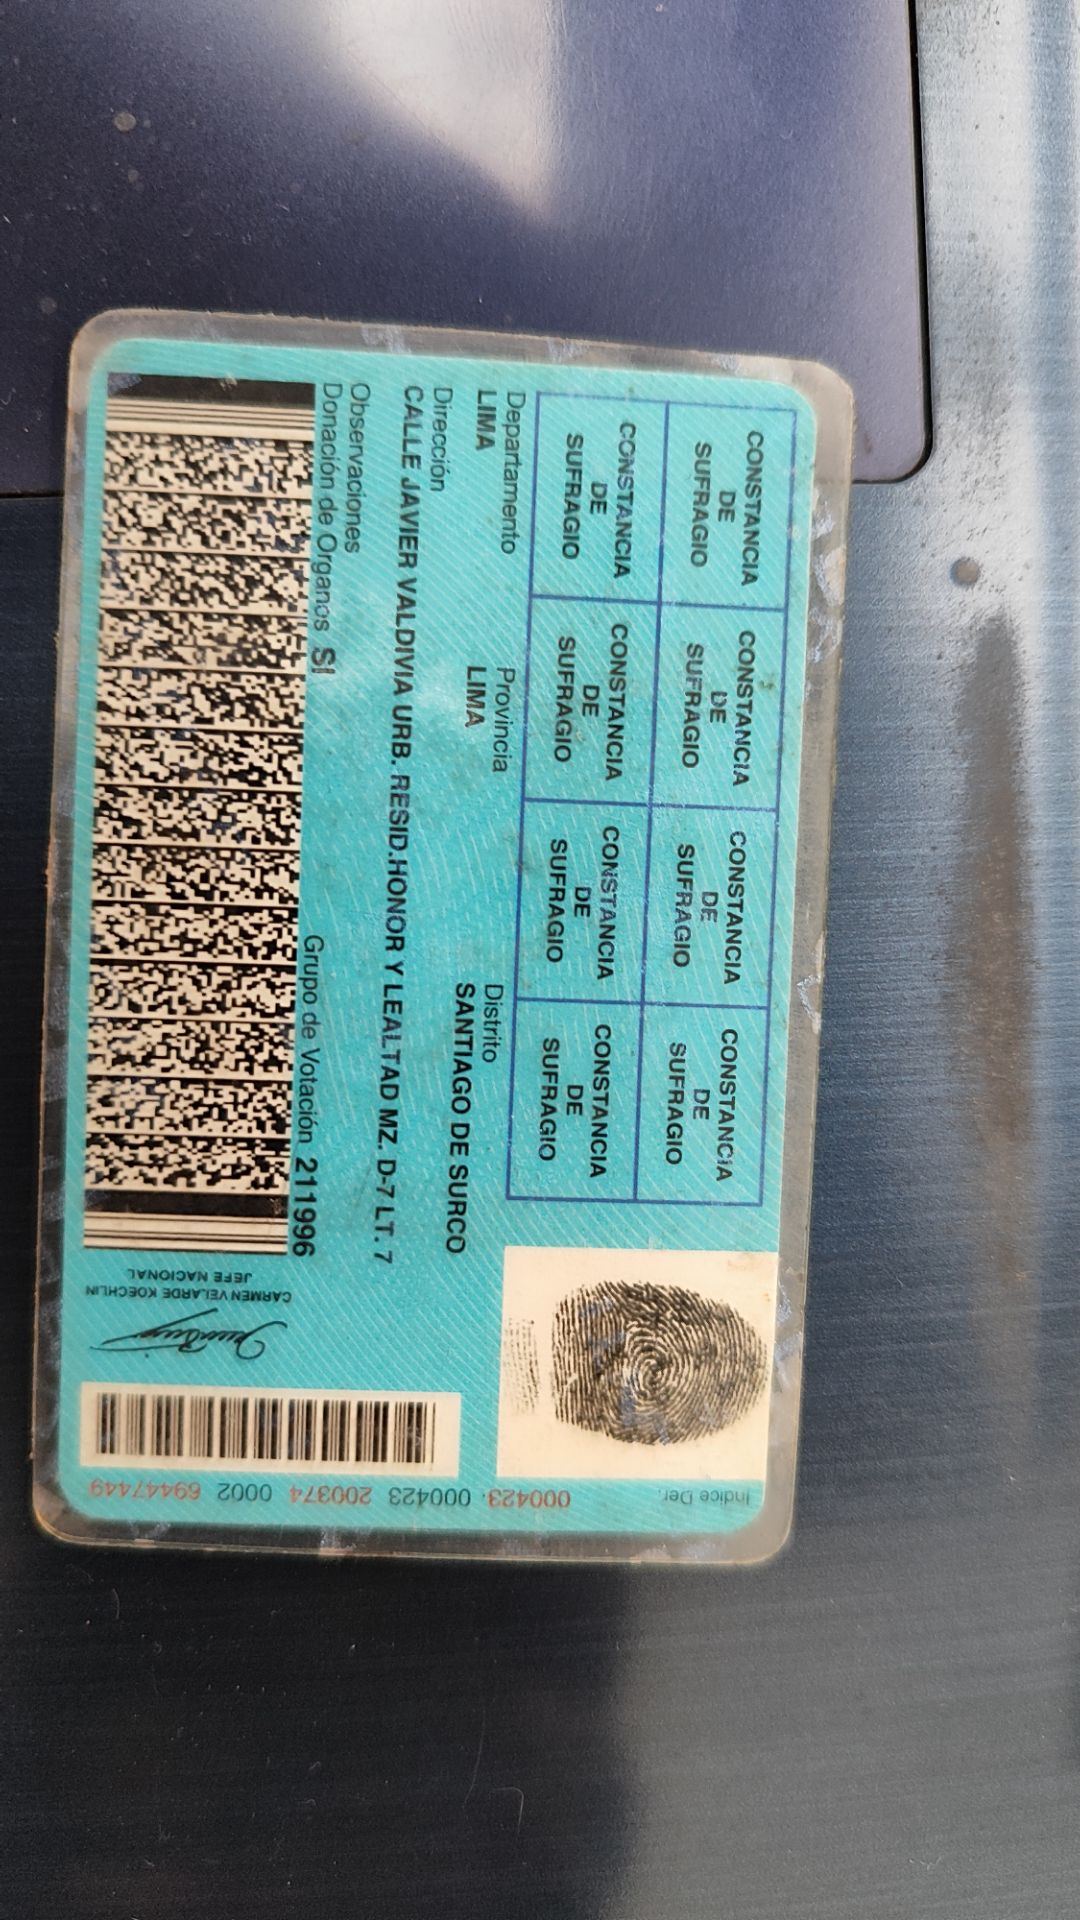 CONSTANCIA DE SUFRAGIO
CONSTANCIA DE SUFRAGIO
CONSTANCIA DE SUFRAGIO
CONSTANCIA DE SUFRAGIO
CONSTANCIA DE SUFRAGIO
CONSTANCIA DE SUFRAGIO
CONSTANCIA DE SUFRAGIO
CONSTANCIA DE SUFRAGIO
Departamento Provincia Distrito
LIMA LIMA SANTIAGO DE SURCO
Dirección
CALLE JAVIER VALDIVIA URB. RESID.HONOR Y LEALTAD MZ. D-7 LT. 7
Observaciones
Donación de Organos SI Grupo de Votación 211996
CARMEN VELARDE KOECHLIN
JEFE NACIONAL
Indice Der.
000423 000423 200374 0002 69447449